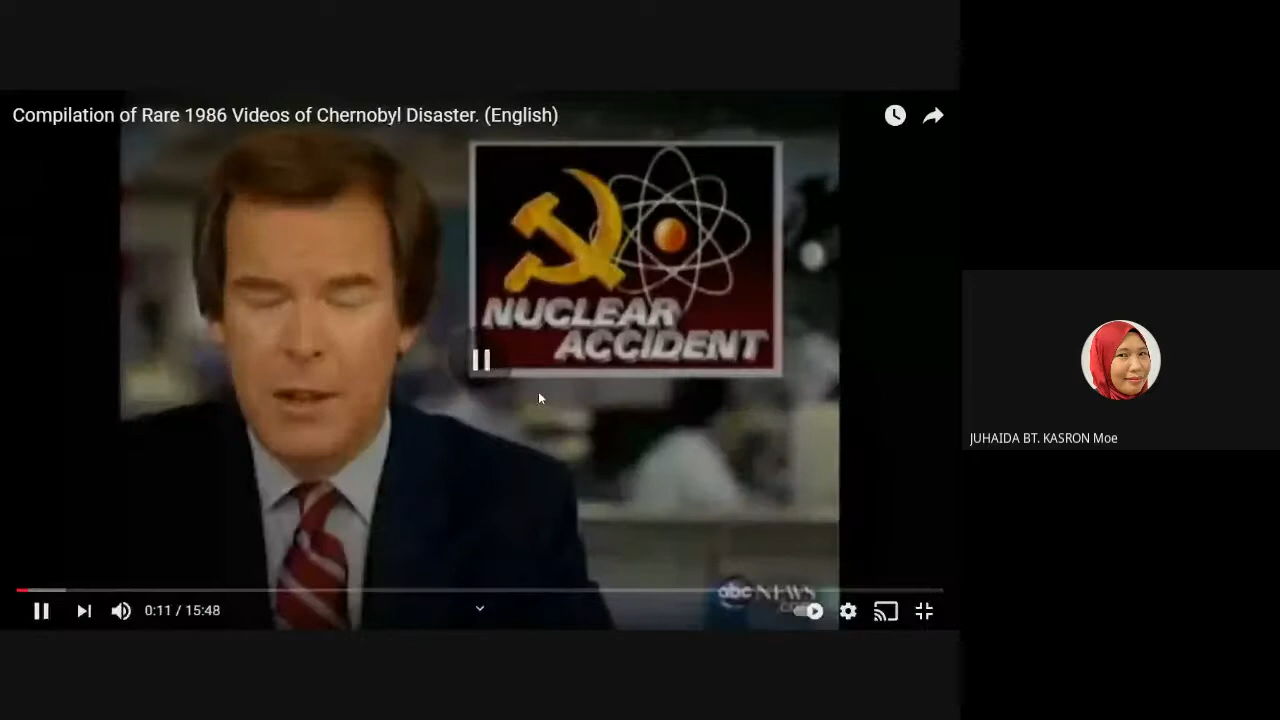 Compilation of Rare 1986 Videos of Chernobyl Disaster. (English)
NUCLEAR
ACCIDENT
JUHAIDA BT. KASRON Moe
abc NEWS
0:11 / 15:48